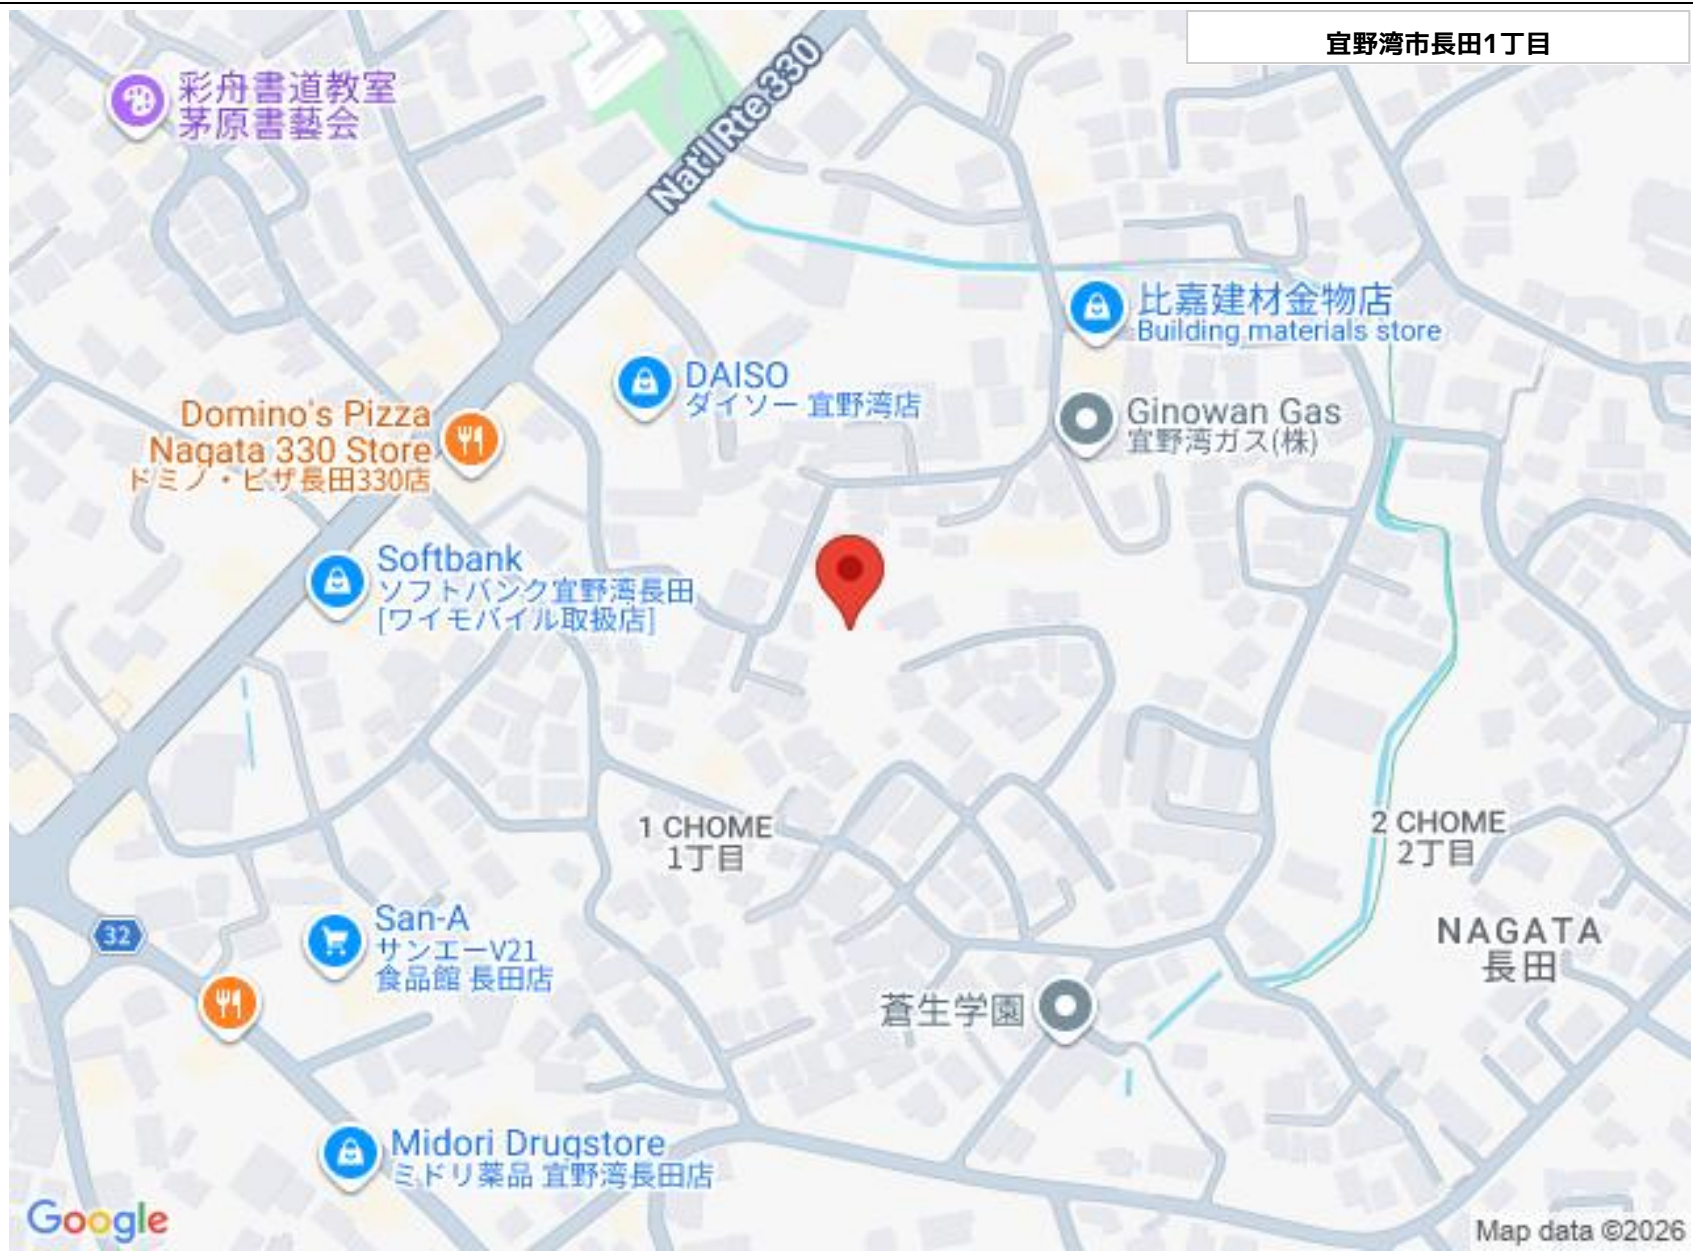 宜野湾市長田1丁目
彩舟書道教室
茅原書藝会
Nat'l Rte 330
比嘉建材金物店
Building materials store
DAISO
ダイソー 宜野湾店
Domino's Pizza
Nagata 330 Store
ドミノ・ピザ長田330店
Ginowan Gas
宜野湾ガス(株)
Softbank
ソフトバンク宜野湾長田
[ワイモバイル取扱店]
1 CHOME
1丁目
2 CHOME
2丁目
32
San-A
サンエーV21
食品館 長田店
NAGATA
長田
蒼生学園
Midori Drugstore
ミドリ薬品 宜野湾長田店
Google
Map data ©2026